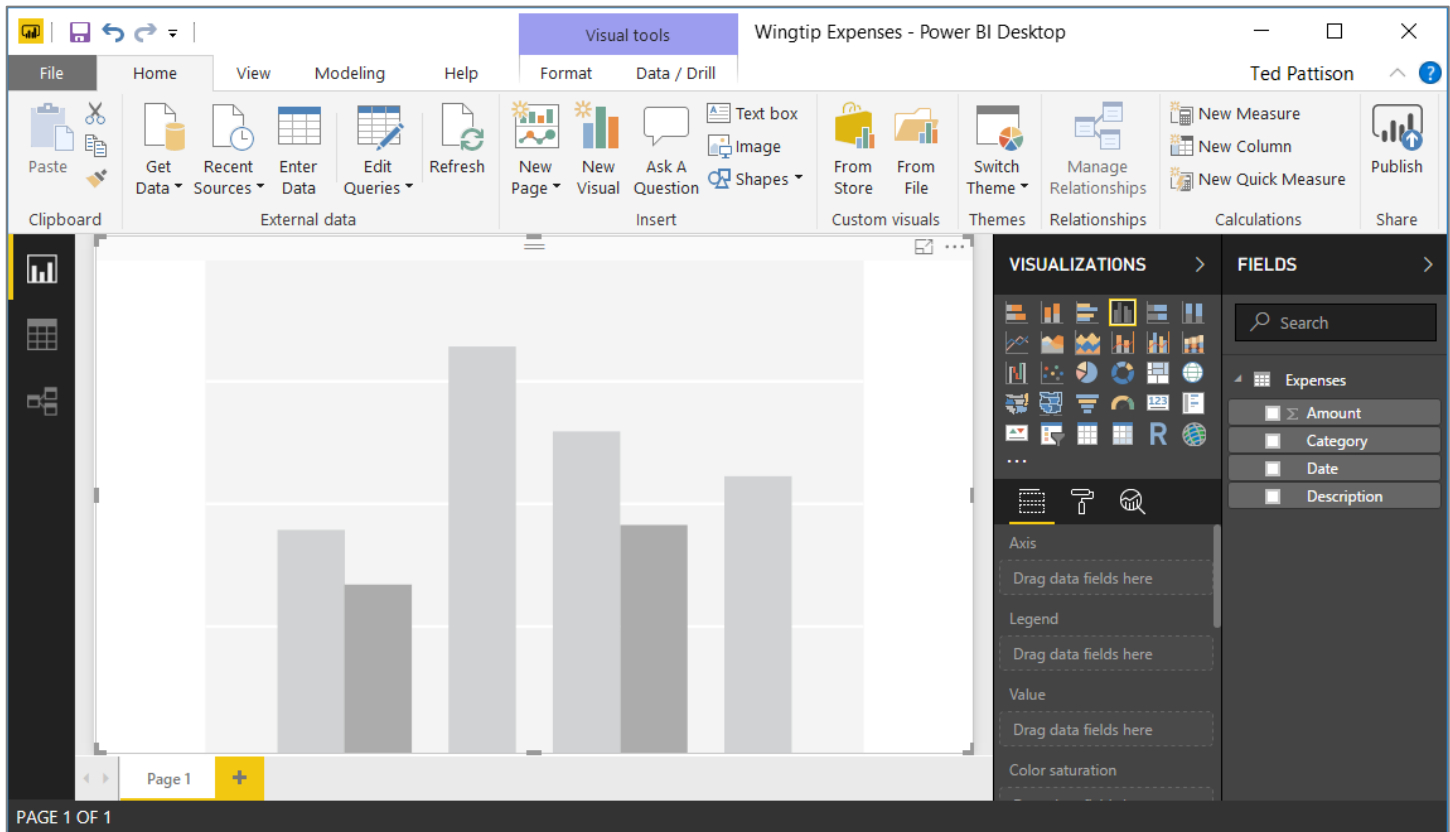 Visual tools
Wingtip Expenses - Power BI Desktop
File
Home
View
Modeling
Help
Format
Data / Drill
Ted Pattison
?
Paste
Clipboard
Get Data
Recent Sources
Enter Data
Edit Queries
Refresh
External data
New Page
New Visual
Ask A Question
Text box
Image
Shapes
Insert
From Store
From File
Custom visuals
Switch Theme
Themes
Manage Relationships
Relationships
New Measure
New Column
New Quick Measure
Calculations
Publish
Share
VISUALIZATIONS
123
R
Axis
Drag data fields here
Legend
Drag data fields here
Value
Drag data fields here
Color saturation
FIELDS
Search
Expenses
Σ Amount
Category
Date
Description
Page 1
PAGE 1 OF 1